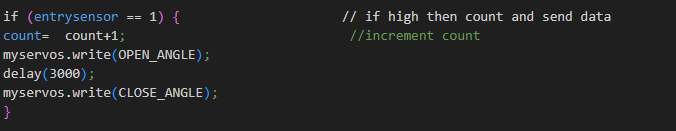 if (entrysensor == 1) { // if high then count and send data
count= count+1; //increment count
myservos.write(OPEN_ANGLE);
delay(3000);
myservos.write(CLOSE_ANGLE);
}